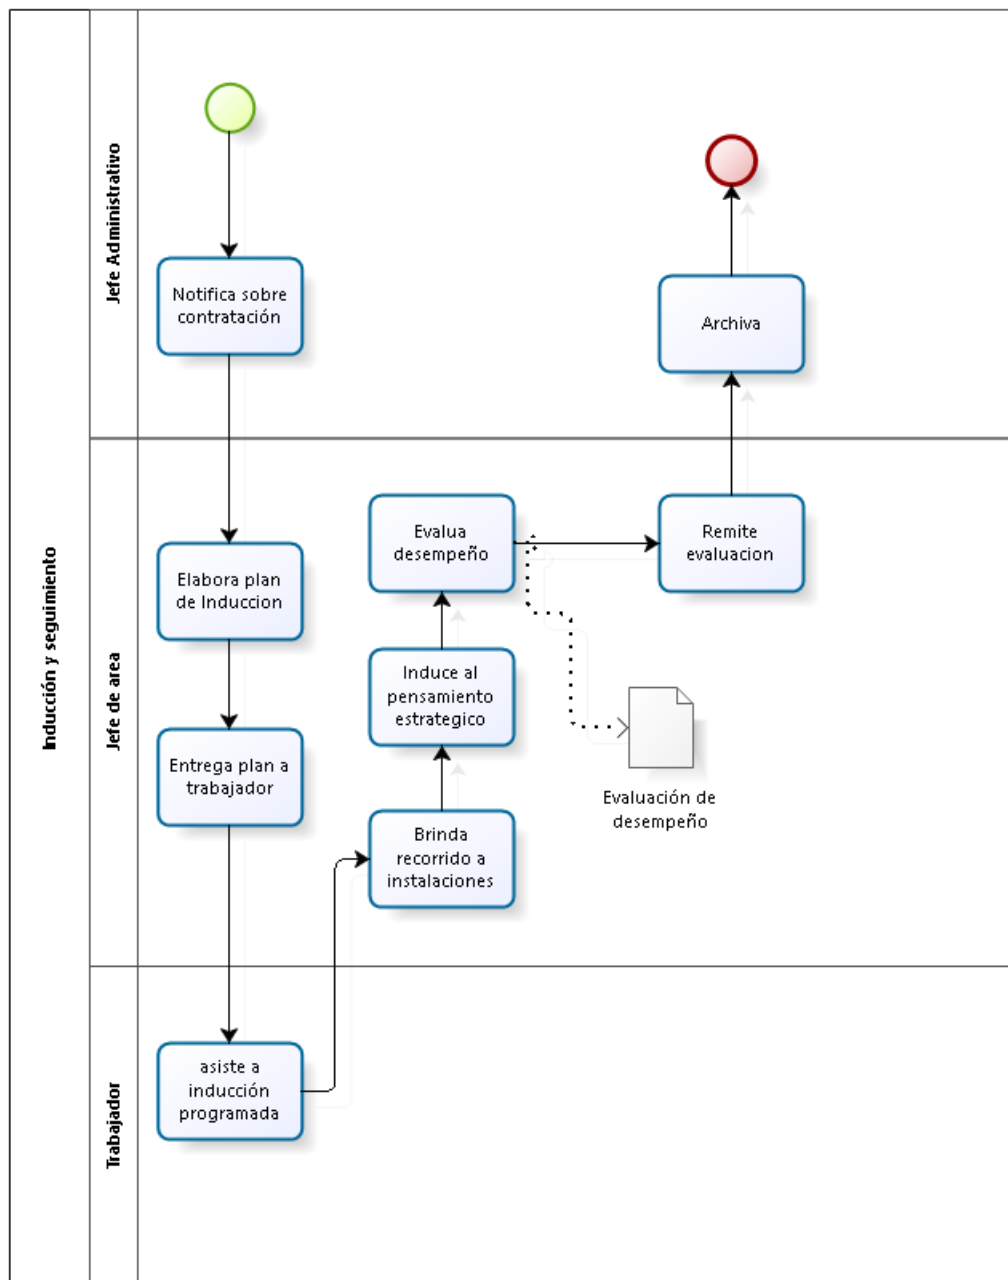 Inducción y seguimiento
Jefe Administrativo
Notifica sobre
contratación
Archiva
Jefe de area
Elabora plan
de Induccion
Entrega plan a
trabajador
Evalua
desempeño
Induce al
pensamiento
estrategico
Brinda
recorrido a
instalaciones
Remite
evaluacion
Evaluación de
desempeño
Trabajador
asiste a
inducción
programada